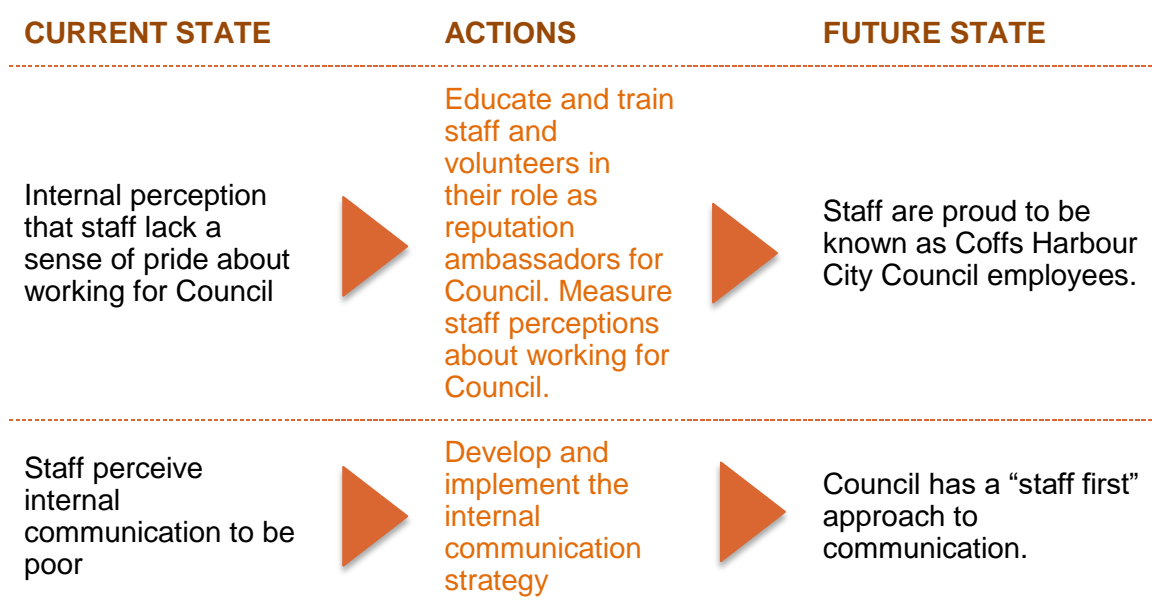 CURRENT STATE
ACTIONS
FUTURE STATE
Internal perception
that staff lack a
sense of pride about
working for Council
Educate and train
staff and
volunteers in
their role as
reputation
ambassadors for
Council. Measure
staff perceptions
about working for
Council.
Staff are proud to be
known as Coffs Harbour
City Council employees.
Staff perceive
internal
communication to be
poor
Develop and
implement the
internal
communication
strategy
Council has a “staff first”
approach to
communication.